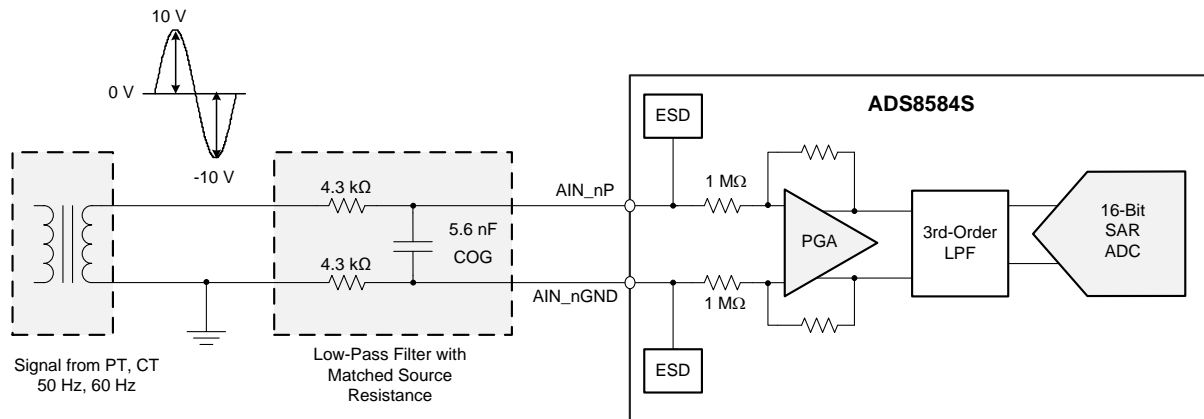 10 V
0 V
-10 V
ADS8584S
ESD
4.3 kΩ
AIN_nP
1 MΩ
5.6 nF
COG
PGA
3rd-Order
LPF
16-Bit
SAR
ADC
4.3 kΩ
AIN_nGND
1 MΩ
ESD
Signal from PT, CT
50 Hz, 60 Hz
Low-Pass Filter with
Matched Source
Resistance